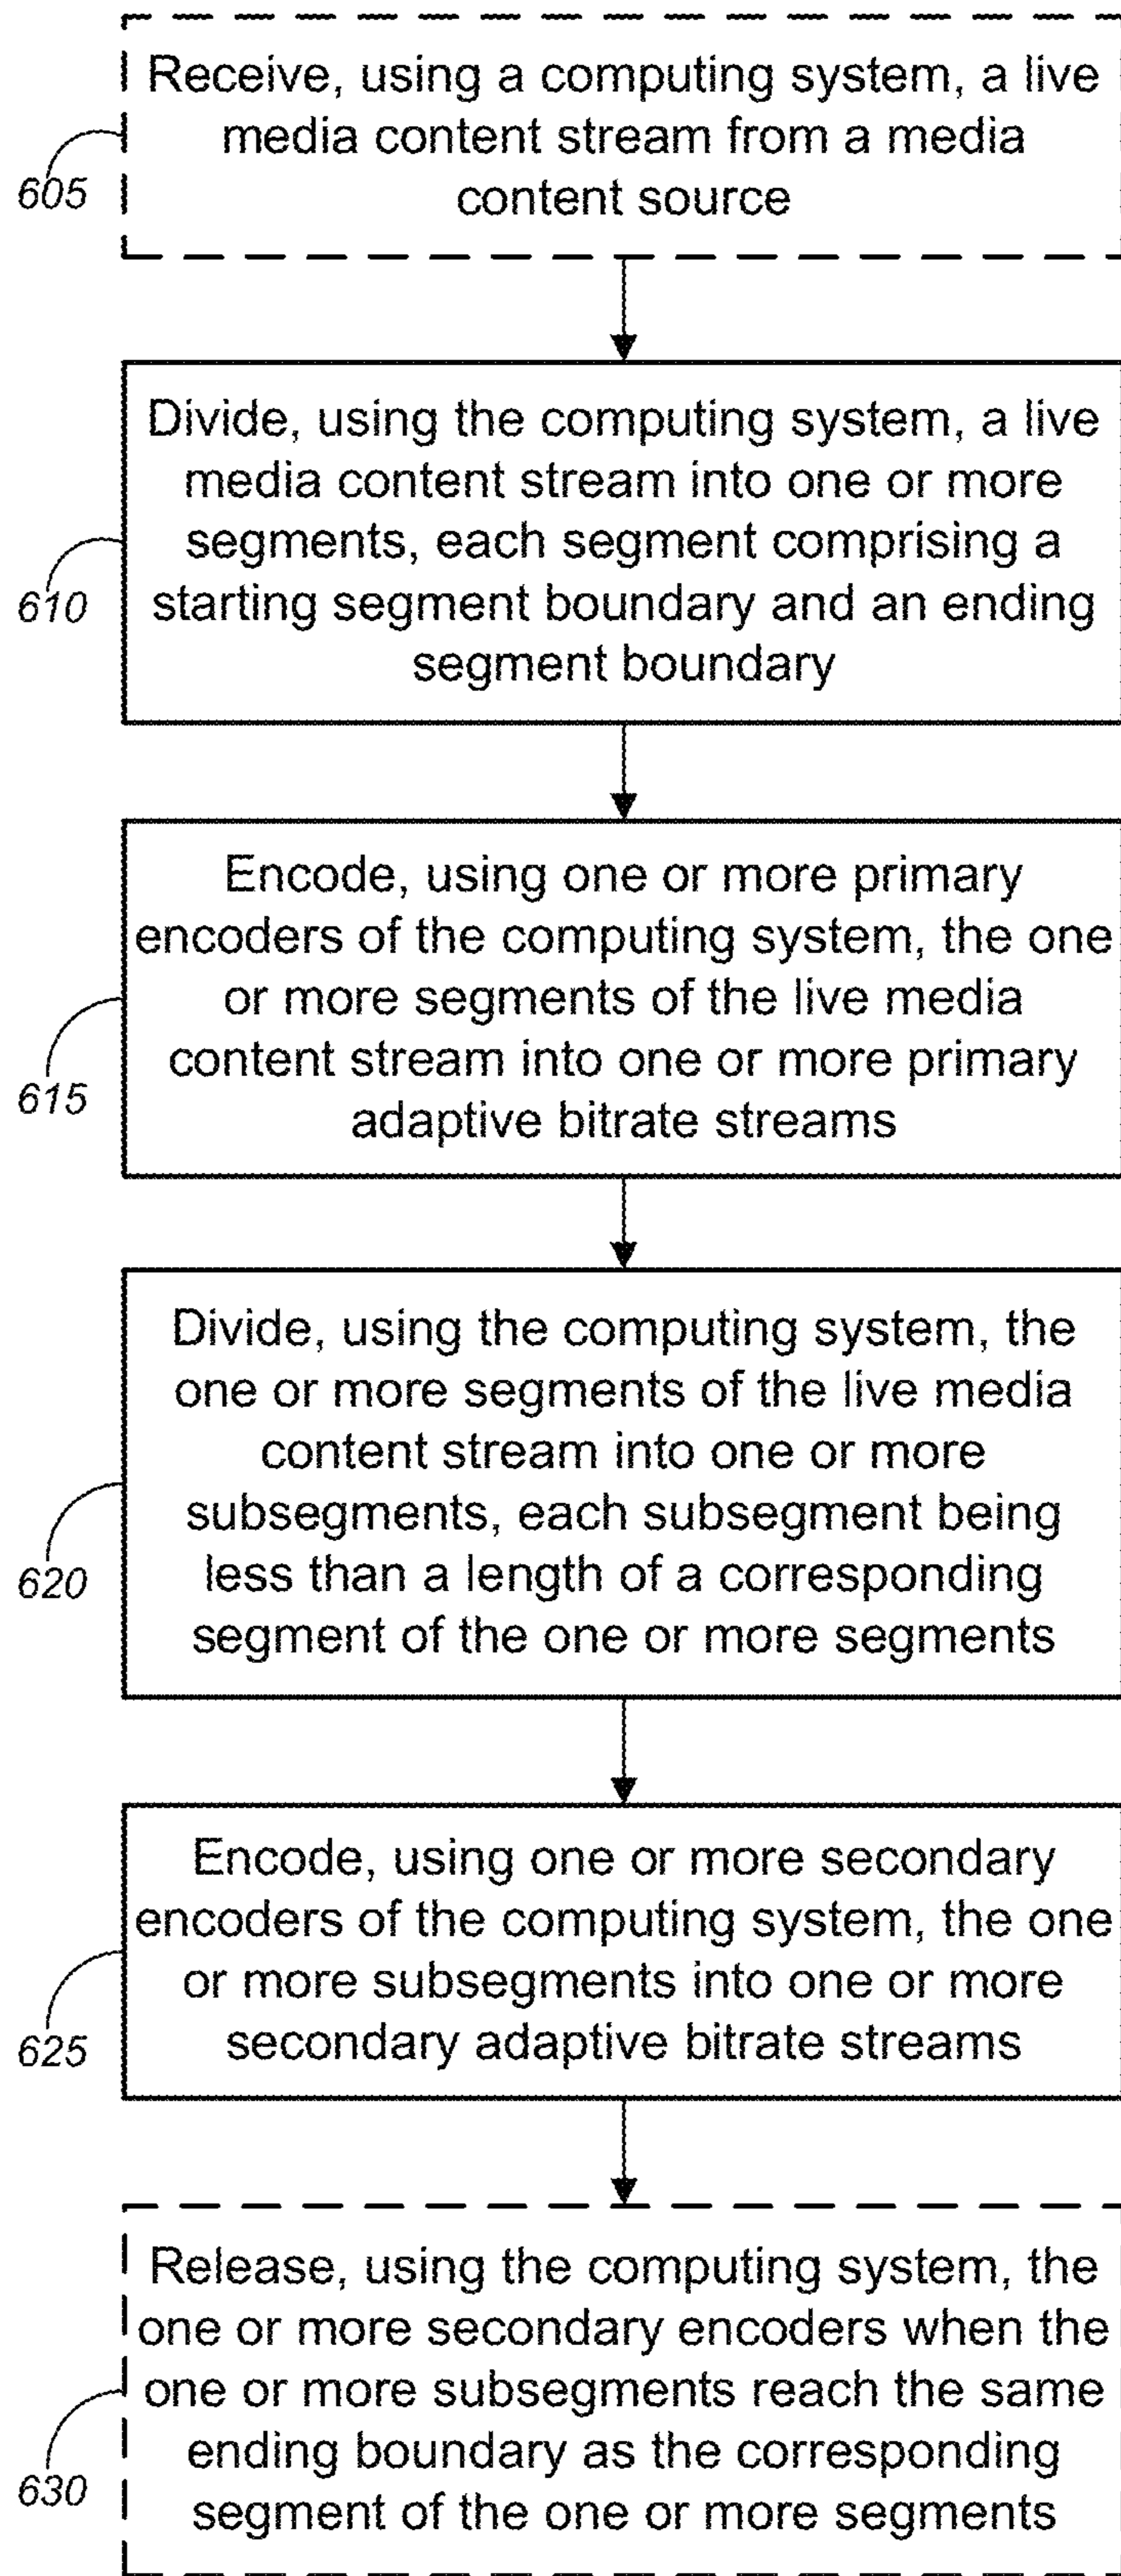 Receive, using a computing system, a live
media content stream from a media
content source
605
Divide, using the computing system, a live
media content stream into one or more
segments, each segment comprising a
starting segment boundary and an ending
segment boundary
610
Encode, using one or more primary
encoders of the computing system, the one
or more segments of the live media
content stream into one or more primary
adaptive bitrate streams
615
Divide, using the computing system, the
one or more segments of the live media
content stream into one or more
subsegments, each subsegment being
less than a length of a corresponding
segment of the one or more segments
620
Encode, using one or more secondary
encoders of the computing system, the one
or more subsegments into one or more
secondary adaptive bitrate streams
625
Release, using the computing system, the
one or more secondary encoders when the
one or more subsegments reach the same
ending boundary as the corresponding
segment of the one or more segments
630